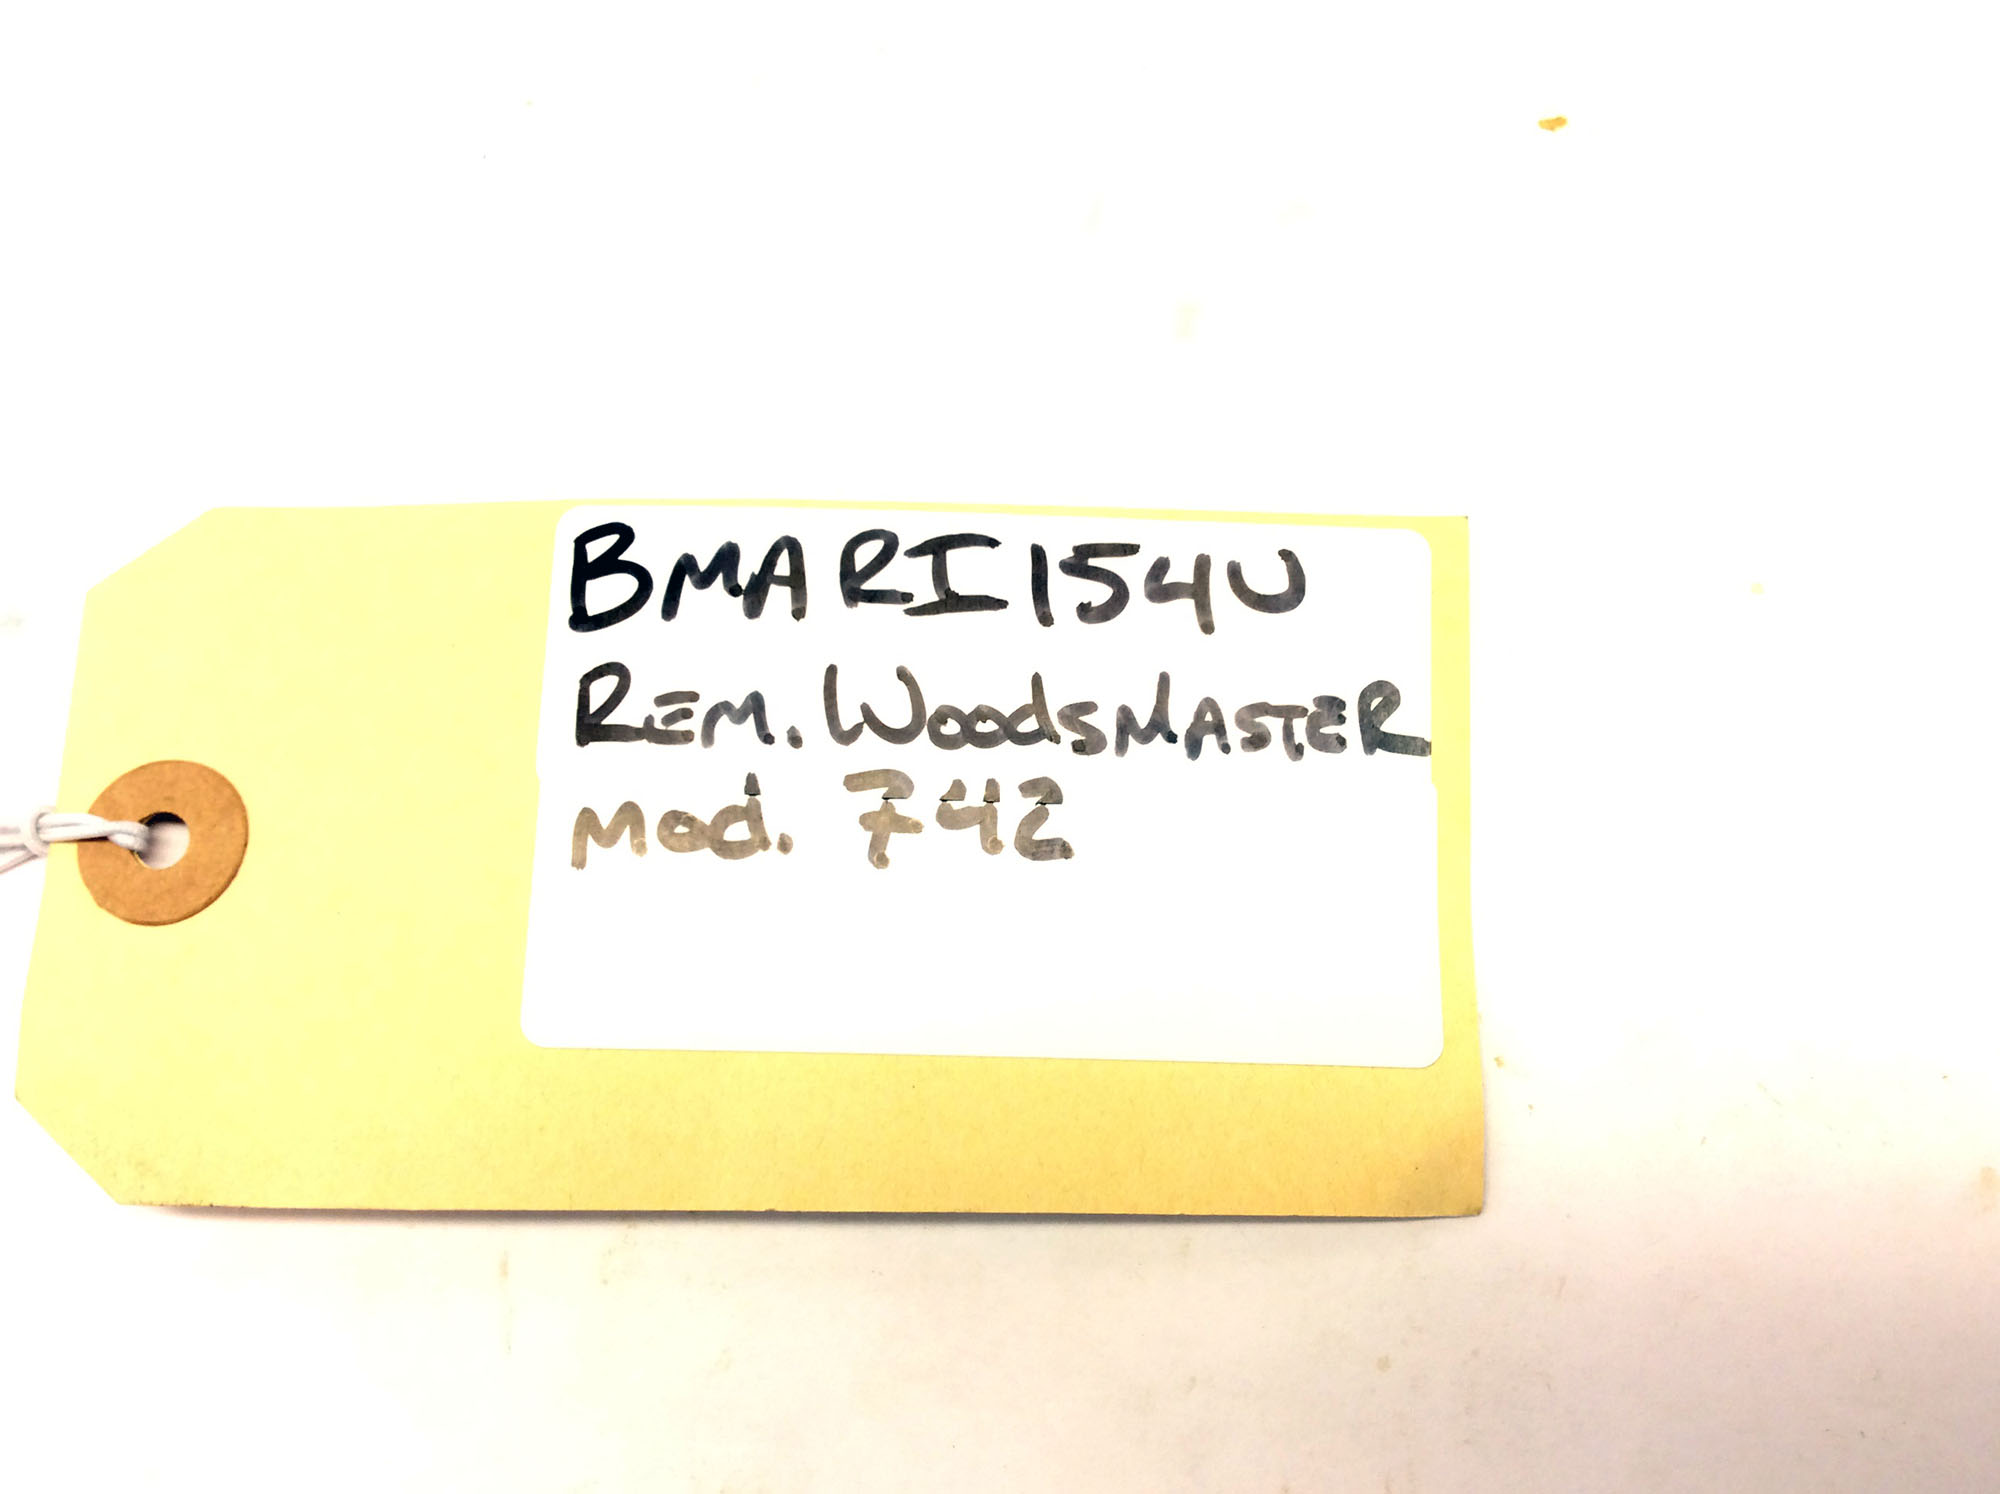 BMARI154U
REM. WOODSMASTER
Mod. 742